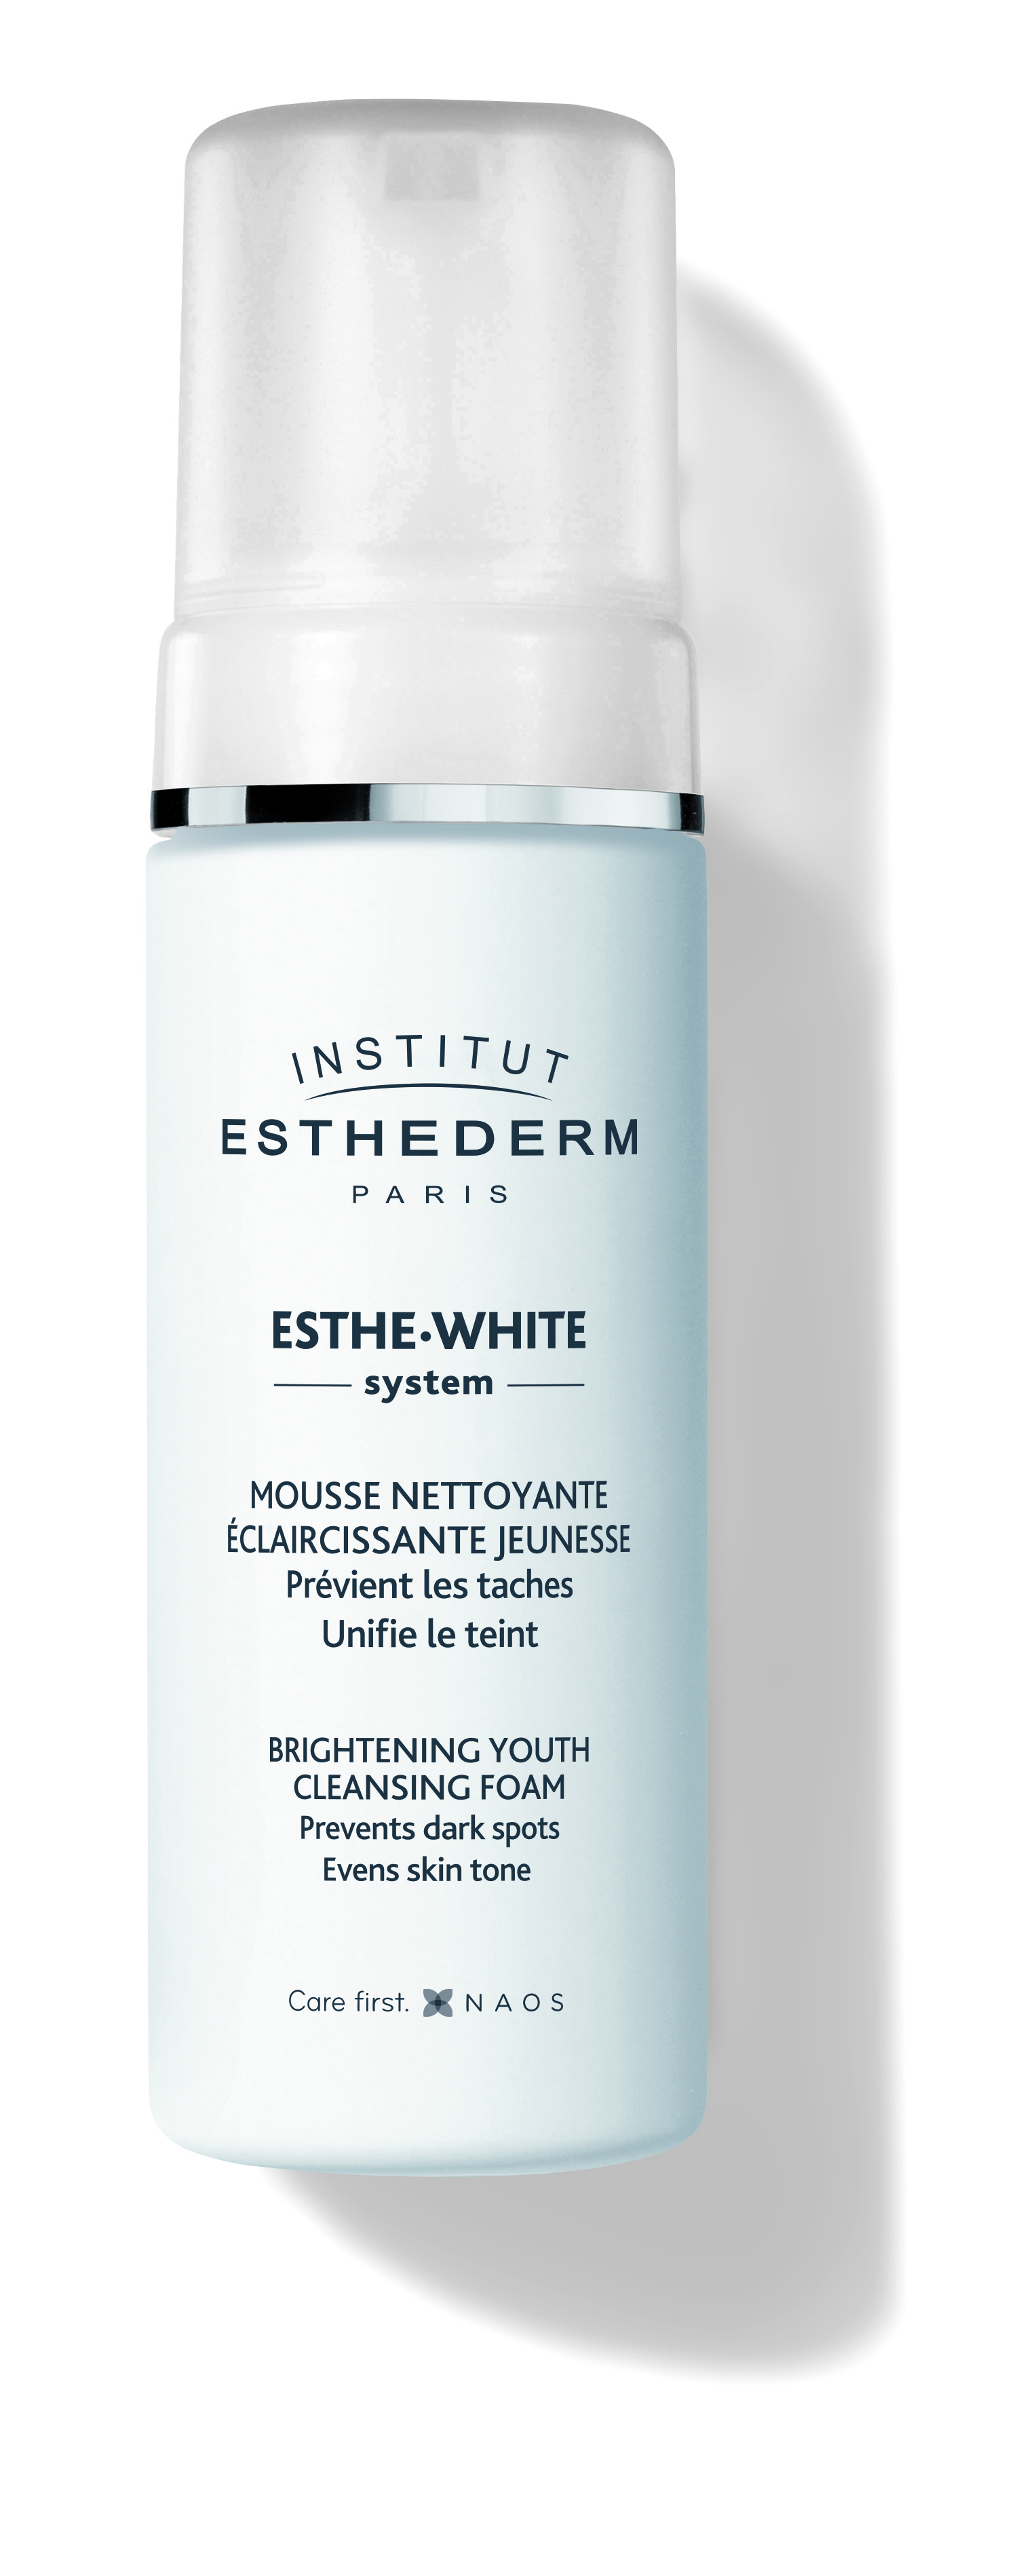 INSTITUT
ESTHEDERM
PARIS
ESTHE•WHITE
system
MOUSSE NETTOYANTE
ÉCLAIRCISSANTE JEUNESSE
Prévient les taches
Unifie le teint
BRIGHTENING YOUTH
CLEANSING FOAM
Prevents dark spots
Evens skin tone
Care first. NAOS